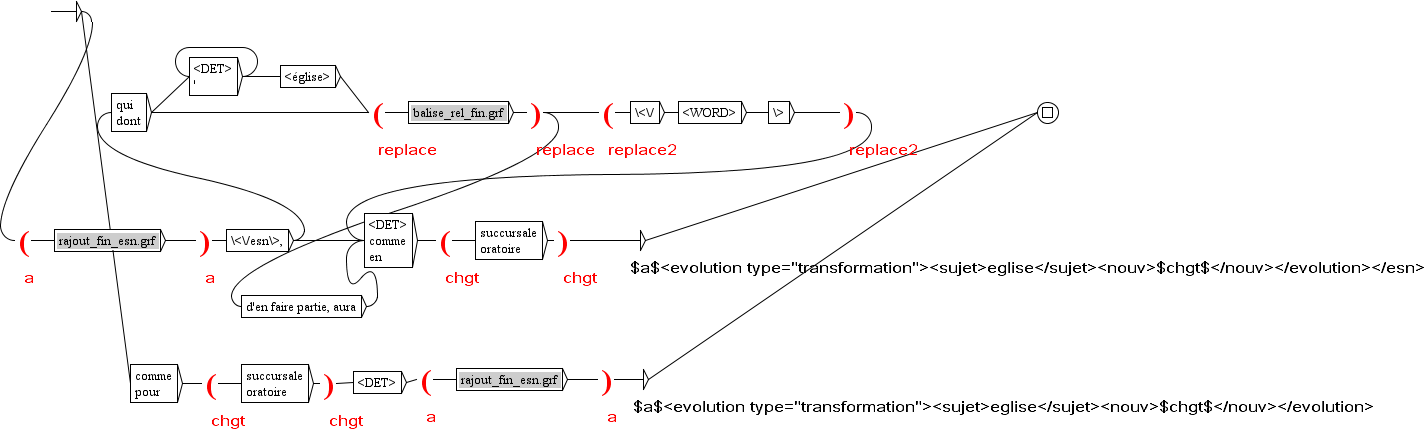 <DET>
'
<église>
qui
dont
balise_rel_fin.grf
\<\/
<WORD>
\>
replace
replace
replace2
replace2
rajout_fin_esn.grf
\<\/esn\>,
<DET>
comme
en
succursale
oratoire
a
a
chgt
chgt
$a$<evolution type="transformation"><sujet>eglise</sujet><nouv>$chgt$</nouv></evolution></esn>
d'en faire partie, aura
comme
pour
succursale
oratoire
<DET>
rajout_fin_esn.grf
chgt
chgt
a
a
$a$<evolution type="transformation"><sujet>eglise</sujet><nouv>$chgt$</nouv></evolution>